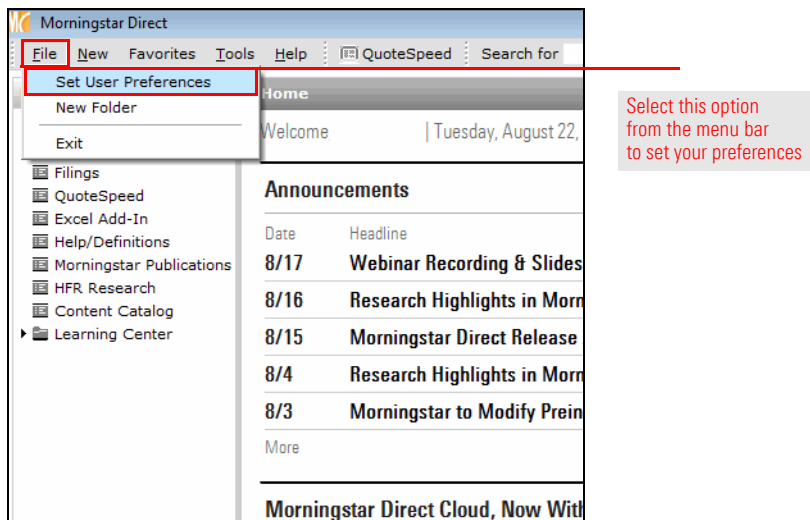 Morningstar Direct
File New Favorites Tools Help QuoteSpeed Search for
Set User Preferences
New Folder
Exit
Filings
QuoteSpeed
Excel Add-In
Help/Definitions
Morningstar Publications
HFR Research
Content Catalog
Learning Center
Home
Welcome | Tuesday, August 22,
Announcements
Date Headline
8/17 Webinar Recording & Slides
8/16 Research Highlights in Morn
8/15 Morningstar Direct Release
8/4 Research Highlights in Morn
8/3 Morningstar to Modify Prein
More
Morningstar Direct Cloud, Now With
Select this option
from the menu bar
to set your preferences